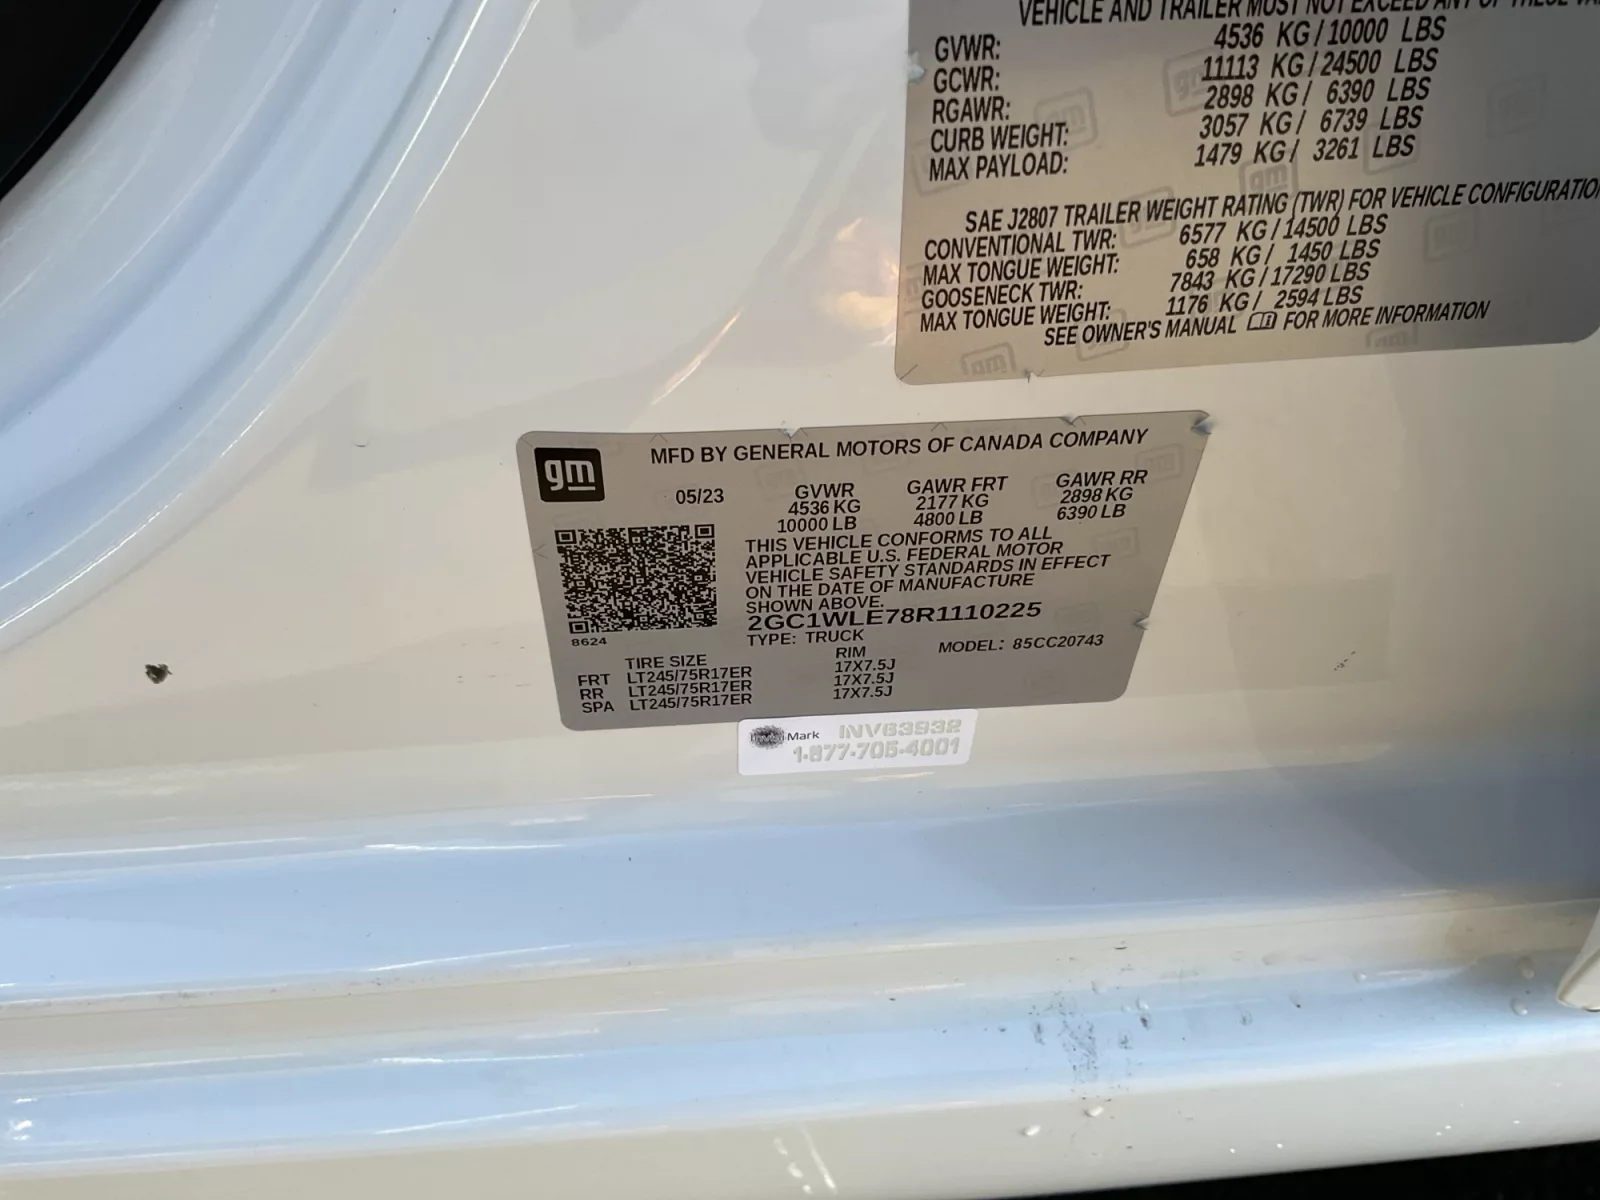 VEHICLE AND TRAILER MUST NOT EXCEED ANY OF THESE
GVWR: 4536 KG / 10000 LBS
GCWR: 11113 KG / 24500 LBS
RGAWR: 2898 KG / 6390 LBS
CURB WEIGHT: 3057 KG / 6739 LBS
MAX PAYLOAD: 1479 KG / 3261 LBS
SAE J2807 TRAILER WEIGHT RATING (TWR) FOR VEHICLE CONFIGURATIO
CONVENTIONAL TWR: 6577 KG / 14500 LBS
MAX TONGUE WEIGHT: 658 KG / 1450 LBS
GOOSENECK TWR: 7843 KG / 17290 LBS
MAX TONGUE WEIGHT: 1176 KG / 2594 LBS
SEE OWNER'S MANUAL FOR MORE INFORMATION
gm
MFD BY GENERAL MOTORS OF CANADA COMPANY
05/23 GVWR GAWR FRT GAWR RR
4536 KG 2177 KG 2898 KG
10000 LB 4800 LB 6390 LB
THIS VEHICLE CONFORMS TO ALL
APPLICABLE U.S. FEDERAL MOTOR
VEHICLE SAFETY STANDARDS IN EFFECT
ON THE DATE OF MANUFACTURE
SHOWN ABOVE.
2GC1WLE78R1110225
8624
TYPE: TRUCK MODEL: 85CC20743
TIRE SIZE RIM
FRT LT245/75R17ER 17X7.5J
RR LT245/75R17ER 17X7.5J
SPA LT245/75R17ER 17X7.5J
Mark INV63932
1-877-705-4001